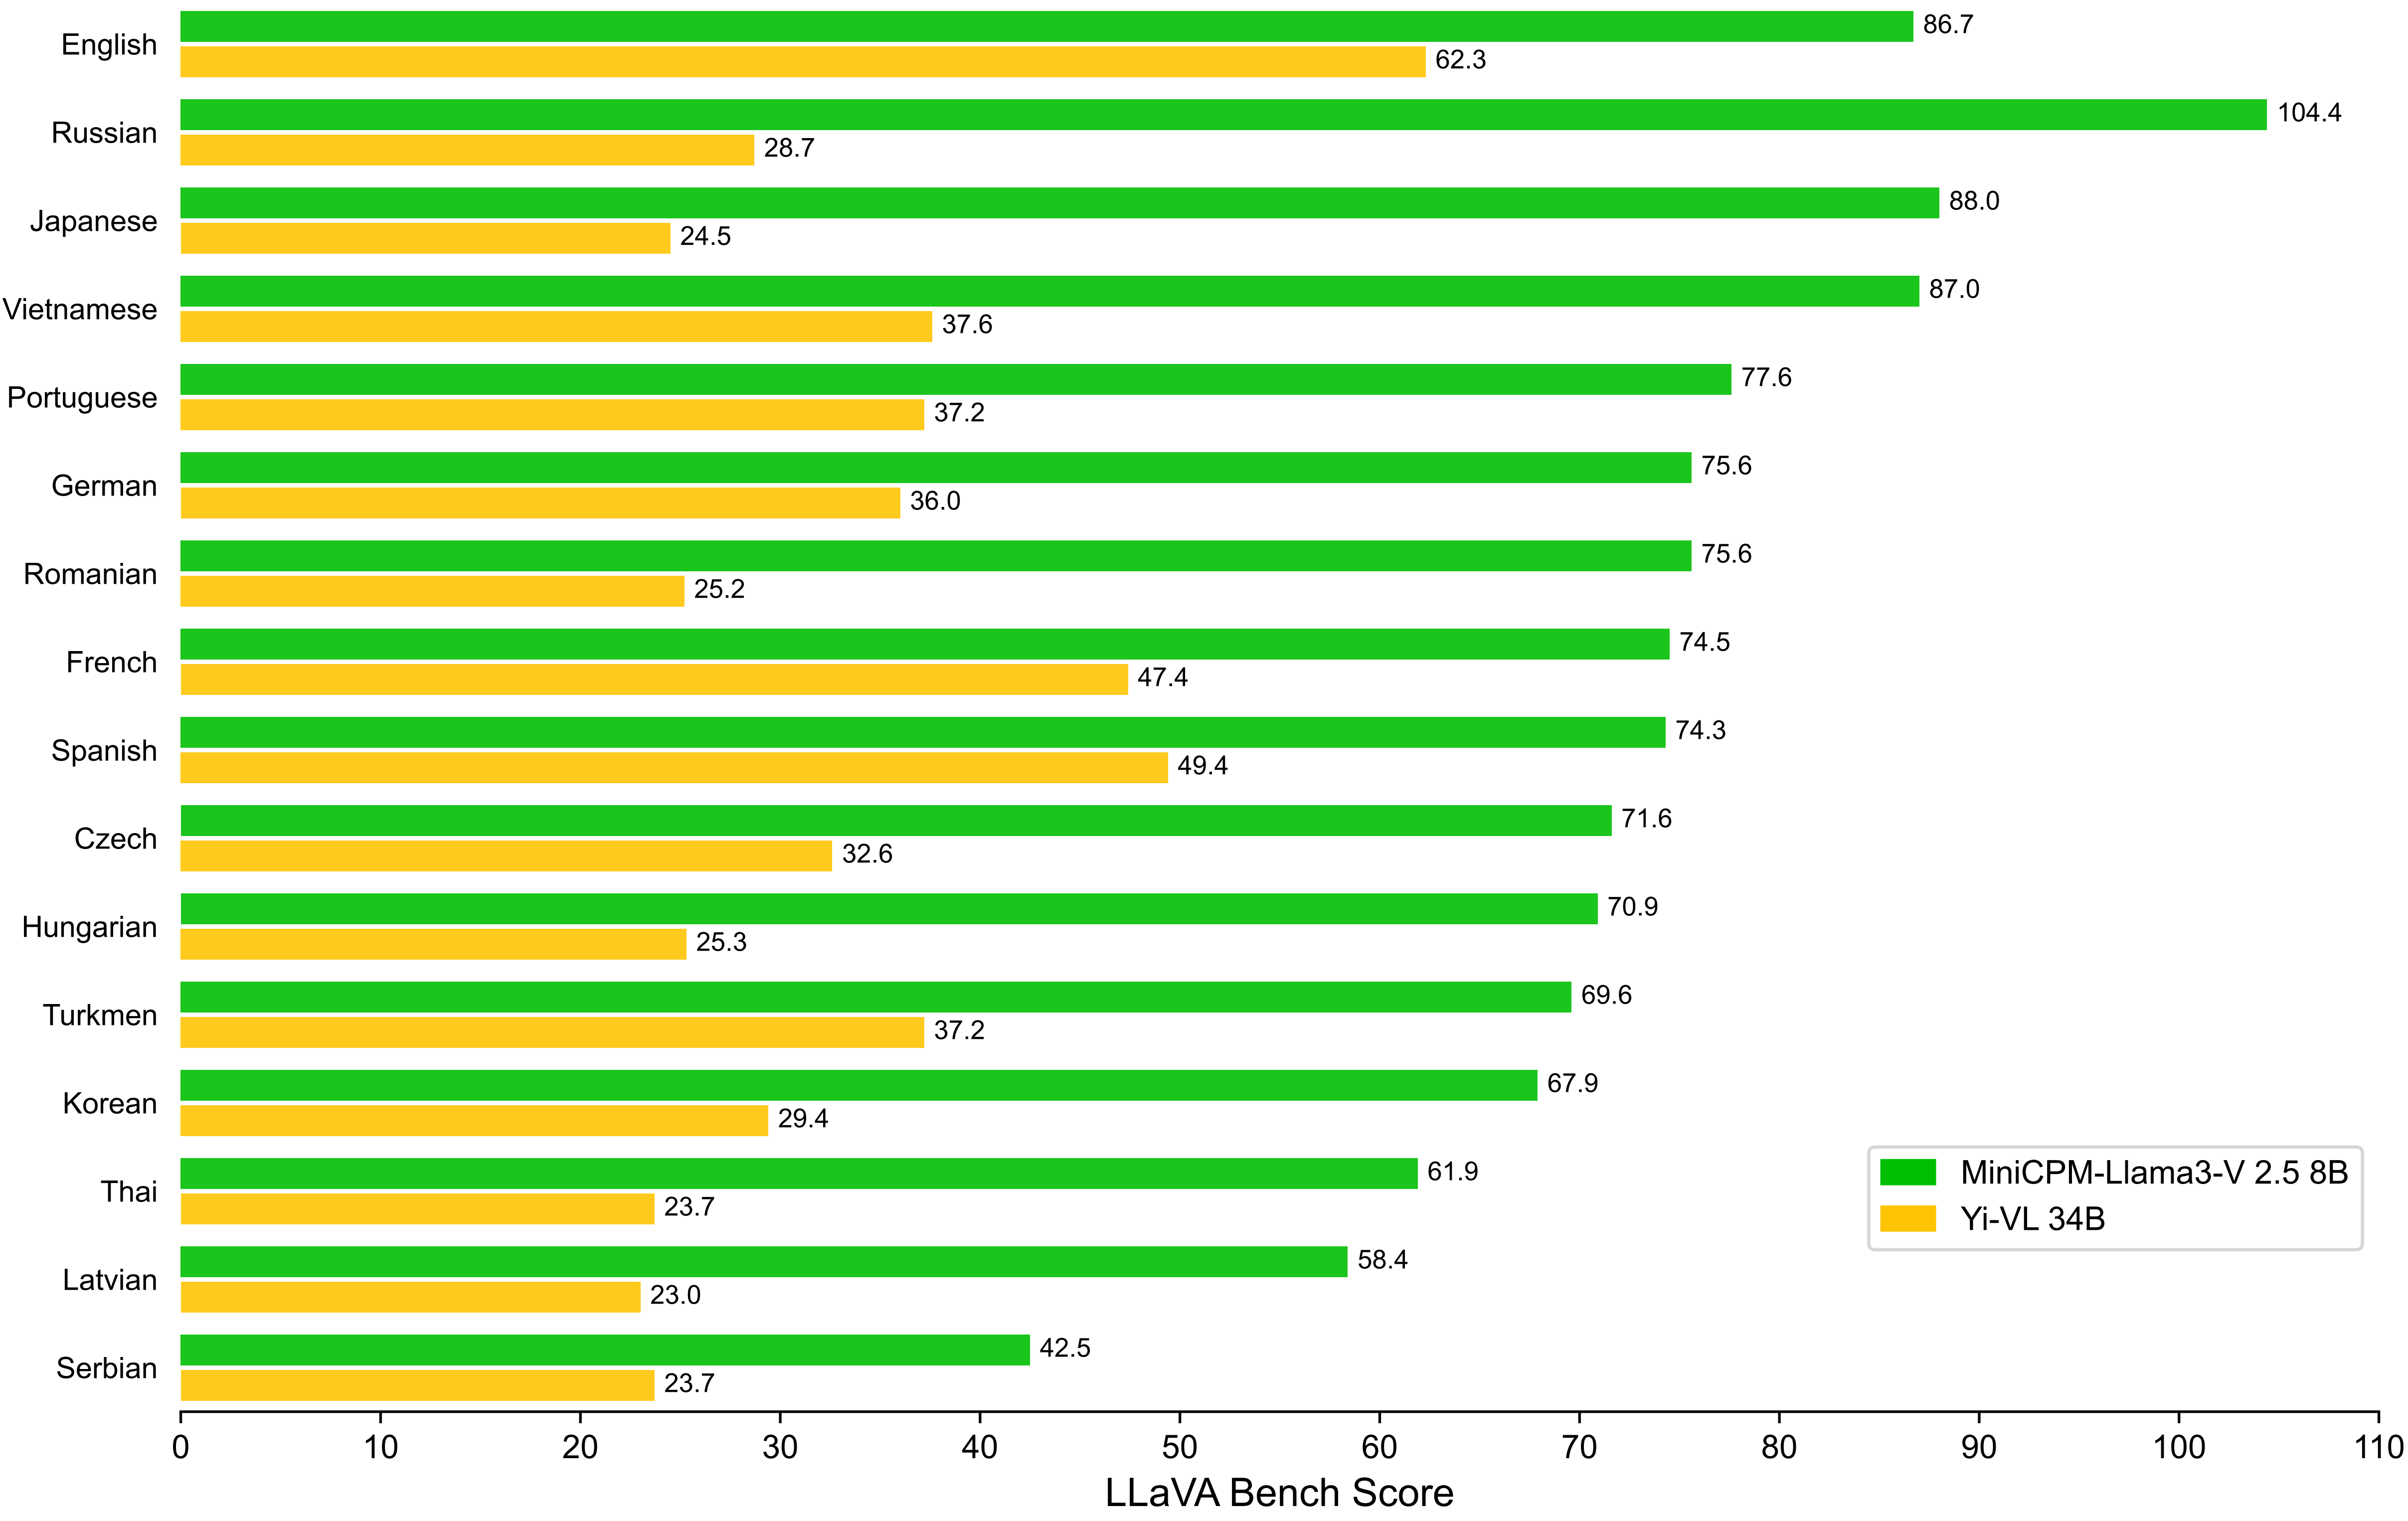 English
86.7
62.3
Russian
104.4
28.7
Japanese
88.0
24.5
Vietnamese
87.0
37.6
Portuguese
77.6
37.2
German
75.6
36.0
Romanian
75.6
25.2
French
74.5
47.4
Spanish
74.3
49.4
Czech
71.6
32.6
Hungarian
70.9
25.3
Turkmen
69.6
37.2
Korean
67.9
29.4
Thai
61.9
23.7
Latvian
58.4
23.0
Serbian
42.5
23.7
MiniCPM-Llama3-V 2.5 8B
Yi-VL 34B
0 10 20 30 40 50 60 70 80 90 100 110
LLaVA Bench Score